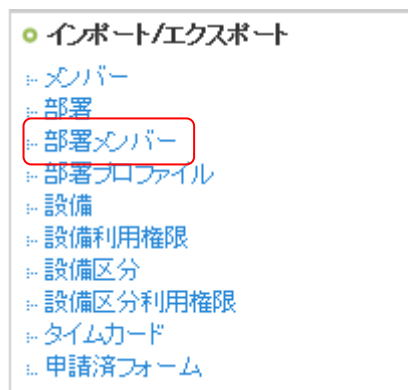 インポート/エクスポート
メンバー
部署
部署メンバー
部署プロファイル
設備
設備利用権限
設備区分
設備区分利用権限
タイムカード
申請済フォーム